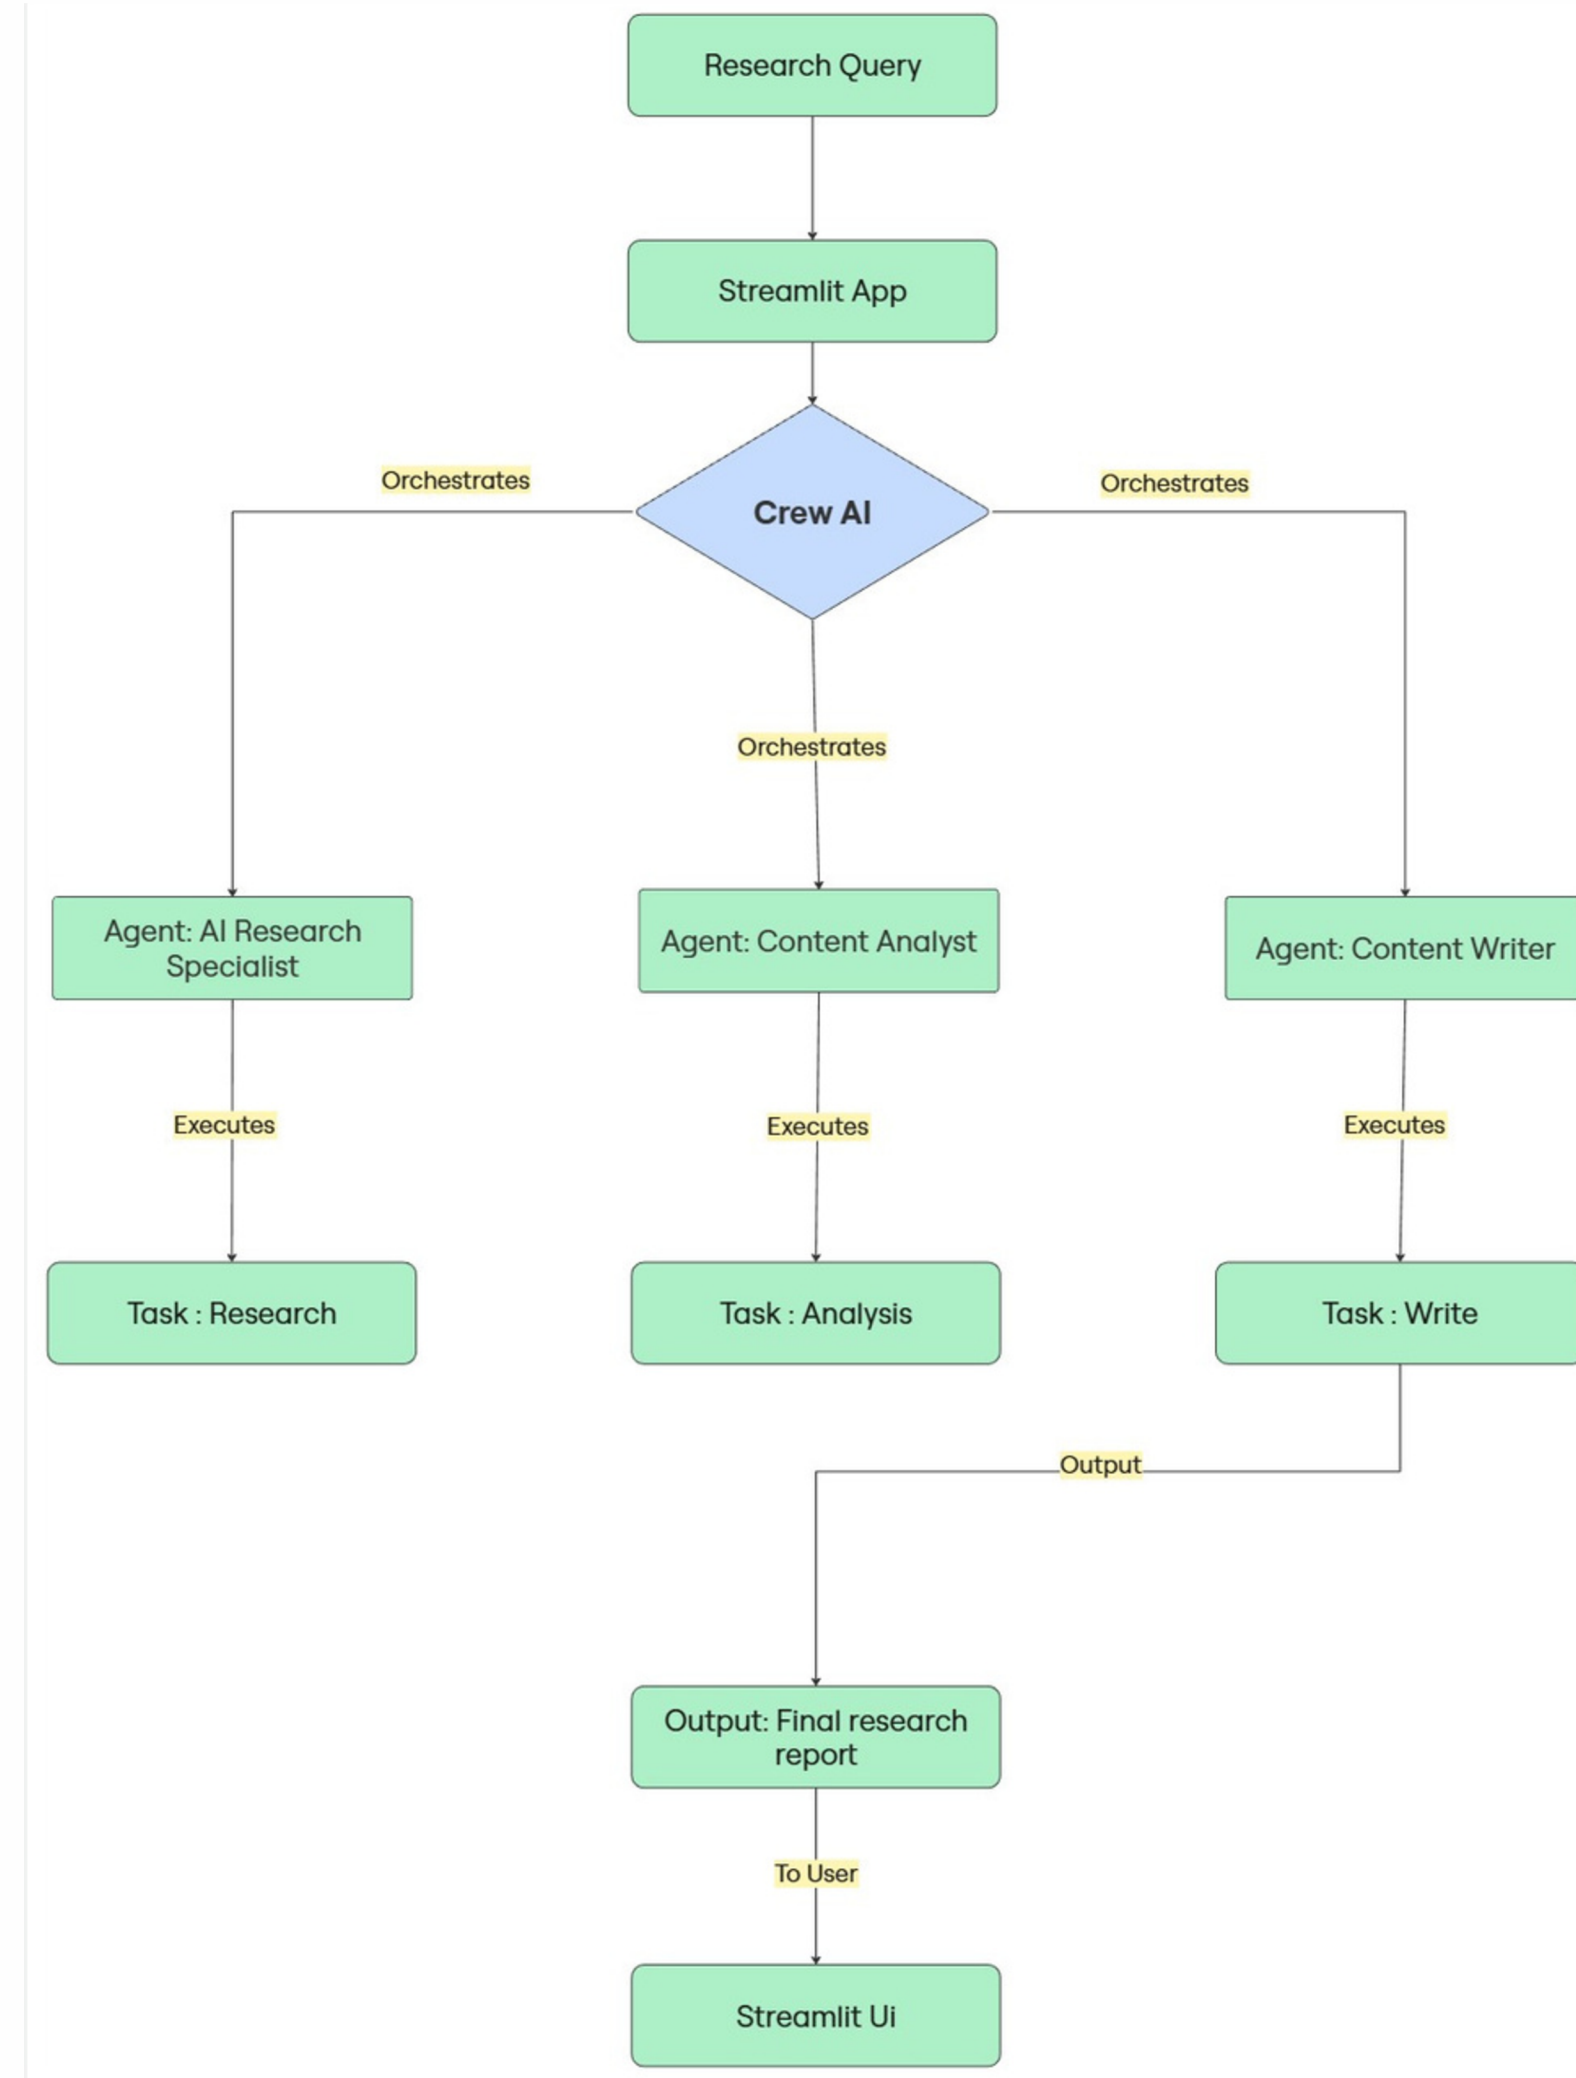 Research Query
Streamlit App
Orchestrates
Orchestrates
Crew AI
Orchestrates
Agent: AI Research
Specialist
Agent: Content Analyst
Agent: Content Writer
Executes
Executes
Executes
Task : Research
Task : Analysis
Task : Write
Output
Output: Final research
report
To User
Streamlit Ui